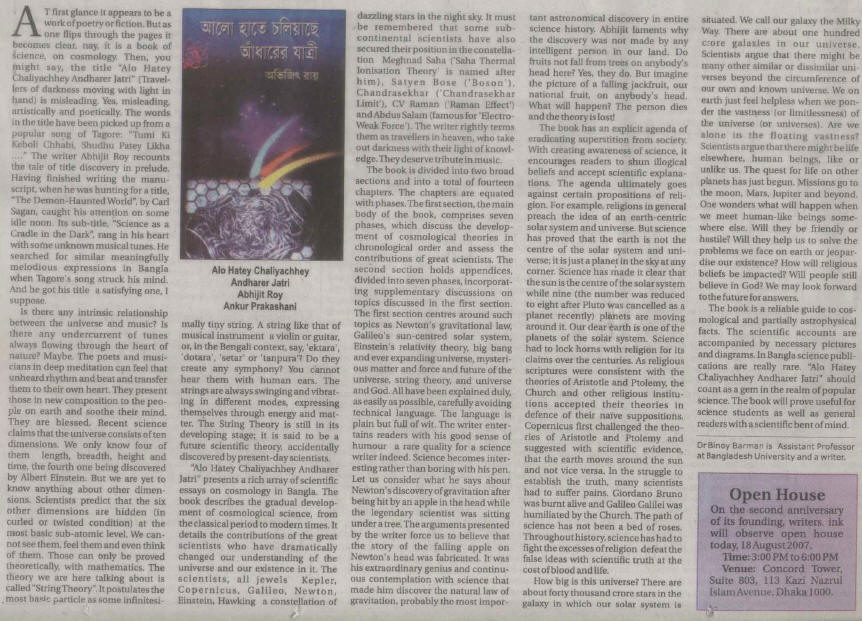 AT first glance it appears to be a
work of poetry or fiction. But as
one flips through the pages it
becomes clear, nay, it is a book of
science, on cosmology. Then, you
might say, the title "Alo Hatey
Chaliyachhey Andharer Jatri" (Travel-
lers of darkness moving with light in
hand) is misleading. Yes, misleading,
artistically and poetically. The words
in the title have been picked up from a
popular song of Tagore: "Tumi Ki
Keboli Chhabi, Shudhu Patey Likha
...." The writer Abhijit Roy recounts
the tale of title discovery in prelude.
Having finished writing the manu-
script, when he was hunting for a title,
"The Demon-Haunted World", by Carl
Sagan, caught his attention on some
idle noon. Its sub-title, "Science as a
Cradle in the Dark", rang in his heart
with some unknown musical tunes. He
searched for similar meaningfully
melodious expressions in Bangla
when Tagore's song struck his mind.
And he got his title a satisfying one, I
suppose.
Is there any intrinsic relationship
between the universe and music? Is
there any undercurrent of tunes
always flowing through the heart of
nature? Maybe. The poets and musi-
cians in deep meditation can feel that
unheard rhythm and beat and transfer
them to their own heart. They present
those in new composition to the peo-
ple on earth and soothe their mind.
They are blessed. Recent science
claims that the universe consists of ten
dimensions. We only know four of
them length, breadth, height and
time, the fourth one being discovered
by Albert Einstein. But we are yet to
know anything about other dimen-
sions. Scientists predict that the six
other dimensions are hidden (in
curled or twisted condition) at the
most basic sub-atomic level. We can-
not see them, feel them and even think
of them. Those can only be proved
theoretically, with mathematics. The
theory we are here talking about is
called "String Theory". It postulates the
most basic particle as some infinitesi-
আলো হাতে চলিয়াছে
আঁধারের যাত্রী
অভিজিৎ রায়
Alo Hatey Chaliyachhey
Andharer Jatri
Abhijit Roy
Ankur Prakashani
mally tiny string. A string like that of
musical instrument a violin or guitar,
or, in the Bengali context, say, 'ektara',
'dotara', 'setar' or 'tanpura'? Do they
create any symphony? You cannot
hear them with human ears. The
strings are always swinging and vibrat-
ing in different modes, expressing
themselves through energy and mat-
ter. The String Theory is still in its
developing stage; it is said to be a
future scientific theory, accidentally
discovered by present-day scientists.
"Alo Hatey Chaliyachhey Andharer
Jatri" presents a rich array of scientific
essays on cosmology in Bangla. The
book describes the gradual develop-
ment of cosmological science, from
the classical period to modern times. It
details the contributions of the great
scientists who have dramatically
changed our understanding of the
universe and our existence in it. The
scientists, all jewels Kepler,
Copernicus, Galileo, Newton,
Einstein, Hawking a constellation of
dazzling stars in the night sky. It must
be remembered that some sub-
continental scientists have also
secured their position in the constella-
tion Meghnad Saha ('Saha Thermal
Ionisation Theory' is named after
him), Satyen Bose ('Boson'),
Chandrasekhar ('Chandrasekhar
Limit'), CV Raman ('Raman Effect')
and Abdus Salam (famous for 'Electro-
Weak Force'). The writer rightly terms
them as travellers in heaven, who take
out darkness with their light of knowl-
edge. They deserve tribute in music.
The book is divided into two broad
sections and into a total of fourteen
chapters. The chapters are equated
with phases. The first section, the main
body of the book, comprises seven
phases, which discuss the develop-
ment of cosmological theories in
chronological order and assess the
contributions of great scientists. The
second section holds appendices,
divided into seven phases, incorporat-
ing supplementary discussions on
topics discussed in the first section.
The first section centres around such
topics as Newton's gravitational law,
Galileo's sun-centred solar system,
Einstein's relativity theory, big bang
and ever expanding universe, mysteri-
ous matter and force and future of the
universe, string theory, and universe
and God. All have been explained duly,
as easily as possible, carefully avoiding
technical language. The language is
plain but full of wit. The writer enter-
tains readers with his good sense of
humour a rare quality for a science
writer indeed. Science becomes inter-
esting rather than boring with his pen.
Let us consider what he says about
Newton's discovery of gravitation after
being hit by an apple in the head while
the legendary scientist was sitting
under a tree. The arguments presented
by the writer force us to believe that
the story of the falling apple on
Newton's head was fabricated. It was
his extraordinary genius and continu-
ous contemplation with science that
made him discover the natural law of
gravitation, probably the most impor-
tant astronomical discovery in entire
science history. Abhijit laments why
the discovery was not made by any
intelligent person in our land. Do
fruits not fall from trees on anybody's
head here? Yes, they do. But imagine
the picture of a falling jackfruit, our
national fruit, on anybody's head.
What will happen? The person dies
and the theory is lost!
The book has an explicit agenda of
eradicating superstition from society.
With creating awareness of science, it
encourages readers to shun illogical
beliefs and accept scientific explana-
tions. The agenda ultimately goes
against certain propositions of reli-
gion. For example, religions in general
preach the idea of an earth-centric
solar system and universe. But science
has proved that the earth is not the
centre of the solar system and uni-
verse; it is just a planet in the sky at any
corner. Science has made it clear that
the sun is the centre of the solar system
while nine (the number was reduced
to eight after Pluto was cancelled as a
planet recently) planets are moving
around it. Our dear earth is one of the
planets of the solar system. Science
had to lock horns with religion for its
claims over the centuries. As religious
scriptures were consistent with the
theories of Aristotle and Ptolemy, the
Church and other religious institu-
tions accepted their theories in
defence of their naive suppositions.
Copernicus first challenged the theo-
ries of Aristotle and Ptolemy and
suggested with scientific evidence,
that the earth moves around the sun
and not vice versa. In the struggle to
establish the truth, many scientists
had to suffer pains. Giordano Bruno
was burnt alive and Galileo Galilei was
humiliated by the Church. The path of
science has not been a bed of roses.
Throughout history, science has had to
fight the excesses of religion defeat the
false ideas with scientific truth at the
cost of blood and life.
How big is this universe? There are
about forty thousand crore stars in the
galaxy in which our solar system is
situated. We call our galaxy the Milky
Way. There are about one hundred
crore galaxies in our universe.
Scientists argue that there might be
many other similar or dissimilar uni-
verses beyond the circumference of
our own and known universe. We on
earth just feel helpless when we pon-
der the vastness (or limitlessness) of
the universe (or universes). Are we
alone in the floating vastness?
Scientists argue that there might be life
elsewhere, human beings, like or
unlike us. The quest for life on other
planets has just begun. Missions go to
the moon, Mars, Jupiter and beyond.
One wonders what will happen when
we meet human-like beings some-
where else. Will they be friendly or
hostile? Will they help us to solve the
problems we face on earth or jeopar-
dise our existence? How will religious
beliefs be impacted? Will people still
believe in God? We may look forward
to the future for answers.
The book is a reliable guide to cos-
mological and partially astrophysical
facts. The scientific accounts are
accompanied by necessary pictures
and diagrams. In Bangla science publi-
cations are really rare. "Alo Hatey
Chaliyachhey Andharer Jatri" should
count as a gem in the realm of popular
science. The book will prove useful for
science students as well as general
readers with a scientific bent of mind.
Dr Binoy Barman is Assistant Professor
at Bangladesh University and a writer.
Open House
On the second anniversary
of its founding, writers. ink
will observe open house
today, 18 August 2007.
Time: 3:00 PM to 6:00 PM
Venue: Concord Tower,
Suite 803, 113 Kazi Nazrul
Islam Avenue, Dhaka 1000.